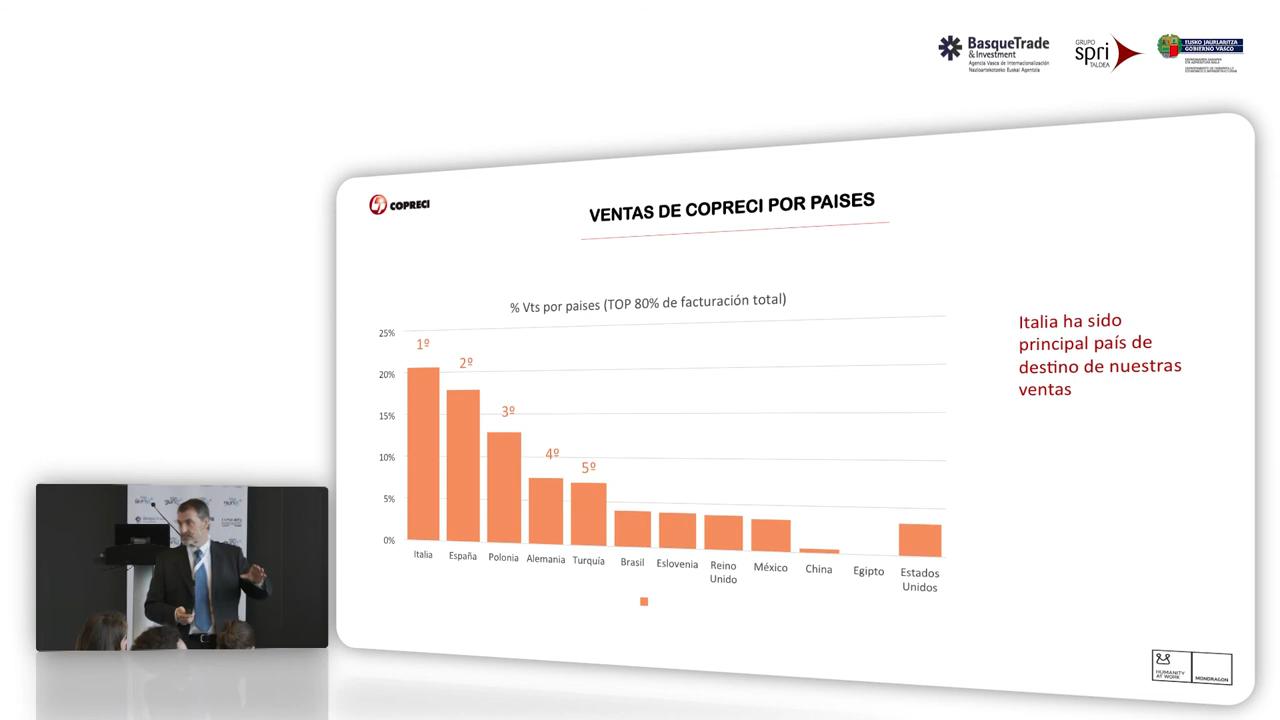 BasqueTrade
& Investment
Agencia Vasca de Internacionalización
Nazioartekotzeko Euskal Agentzia
GRUPO
spri
TALDEA
EUSKO JAURLARITZA
GOBIERNO VASCO
COPRECI
VENTAS DE COPRECI POR PAISES
% Vts por paises (TOP 80% de facturación total)
25%
20%
15%
10%
5%
0%
1º
2º
3º
4º
5º
Italia
España
Polonia
Alemania
Turquía
Brasil
Eslovenia
Reino
Unido
México
China
Egipto
Estados
Unidos
Italia ha sido
principal país de
destino de nuestras
ventas
HUMANITY
AT WORK
MONDRAGON